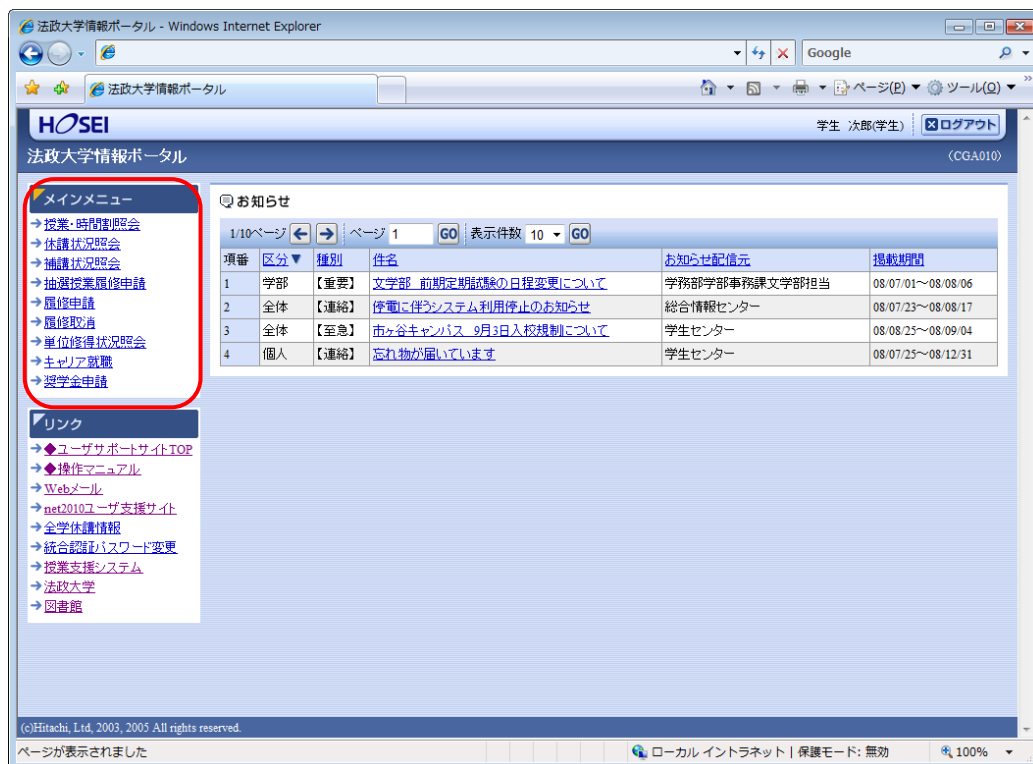 法政大学情報ポータル - Windows Internet Explorer
Google
法政大学情報ポータル
ページ(P) ツール(O)
HOSEI
学生 次郎(学生) ログアウト
法政大学情報ポータル
(CGA010)
メインメニュー
授業・時間割照会
休講状況照会
補講状況照会
抽選授業履修申請
履修申請
履修取消
単位修得状況照会
キャリア就職
奨学金申請
リンク
◆ユーザサポートサイトTOP
◆操作マニュアル
Webメール
net2010ユーザ支援サイト
全学休講情報
統合認証パスワード変更
授業支援システム
法政大学
図書館
お知らせ
1/10ページ ページ 1 GO 表示件数 10 GO
項番 区分▼ 種別 件名 お知らせ配信元 掲載期間
1 学部 【重要】 文学部 前期定期試験の日程変更について 学務部学部事務課文学部担当 08/07/01～08/08/06
2 全体 【連絡】 停電に伴うシステム利用停止のお知らせ 総合情報センター 08/07/23～08/08/17
3 全体 【至急】 市ヶ谷キャンパス 9月3日入校規制について 学生センター 08/08/25～08/09/04
4 個人 【連絡】 忘れ物が届いています 学生センター 08/07/25～08/12/31
(c)Hitachi, Ltd, 2003, 2005 All rights reserved.
ページが表示されました
ローカル イントラネット | 保護モード: 無効
100%